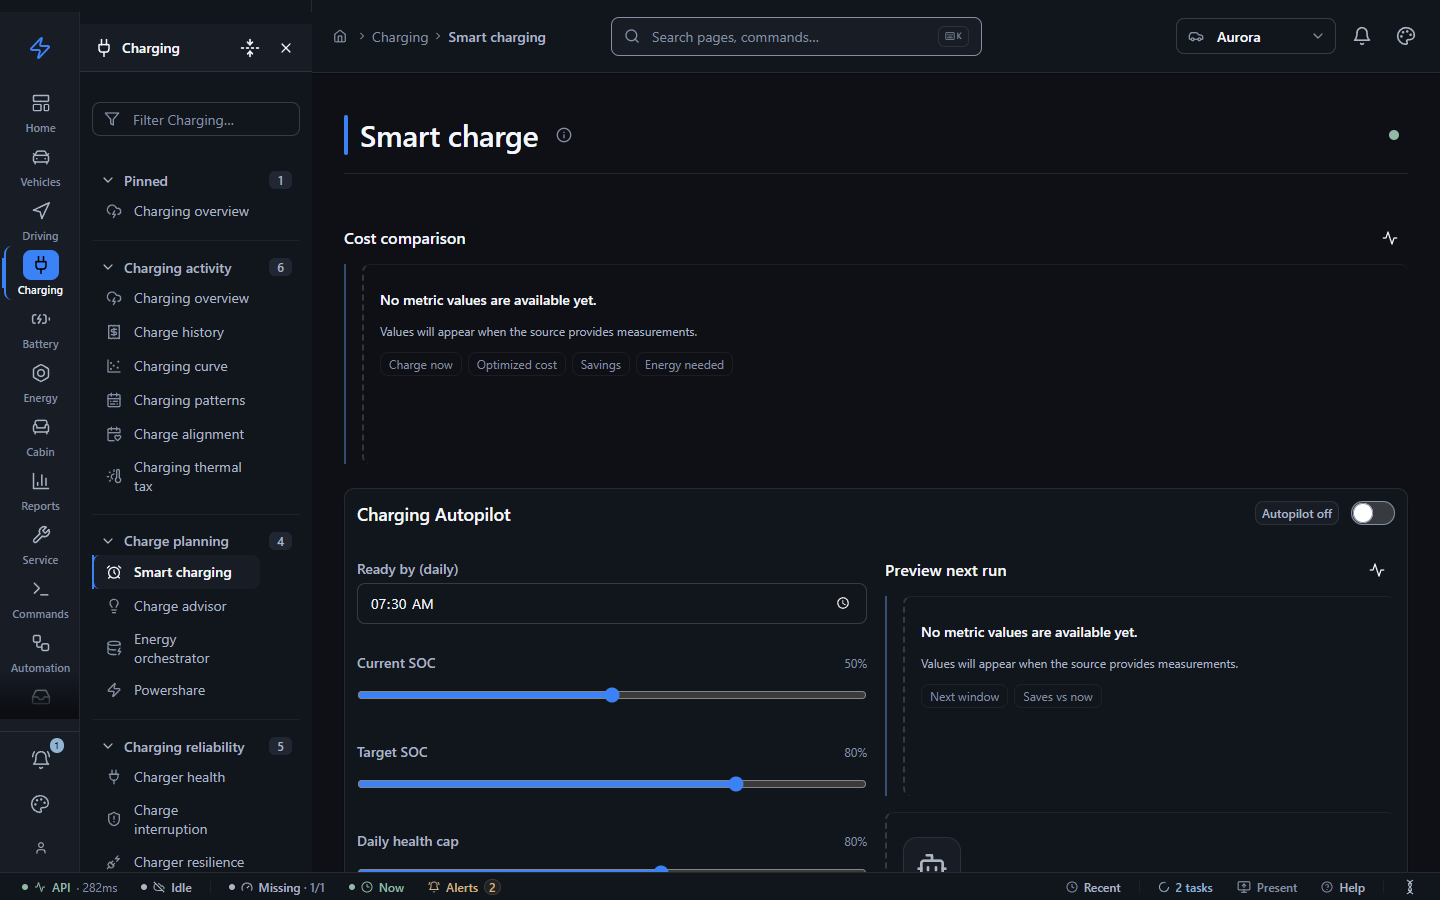 Charging
Charging
Smart charging
Search pages, commands...
K
Aurora
Home
Vehicles
Driving
Charging
Battery
Energy
Cabin
Reports
Service
Commands
Automation
1
Filter Charging...
Pinned
1
Charging overview
Charging activity
6
Charging overview
Charge history
Charging curve
Charging patterns
Charge alignment
Charging thermal
tax
Charge planning
4
Smart charging
Charge advisor
Energy
orchestrator
Powershare
Charging reliability
5
Charger health
Charge
interruption
Charger resilience
Smart charge
Cost comparison
No metric values are available yet.
Values will appear when the source provides measurements.
Charge now
Optimized cost
Savings
Energy needed
Charging Autopilot
Autopilot off
Ready by (daily)
07:30 AM
Current SOC
50%
Target SOC
80%
Daily health cap
80%
Preview next run
No metric values are available yet.
Values will appear when the source provides measurements.
Next window
Saves vs now
API · 282ms
Idle
Missing · 1/1
Now
Alerts 2
Recent
2 tasks
Present
Help